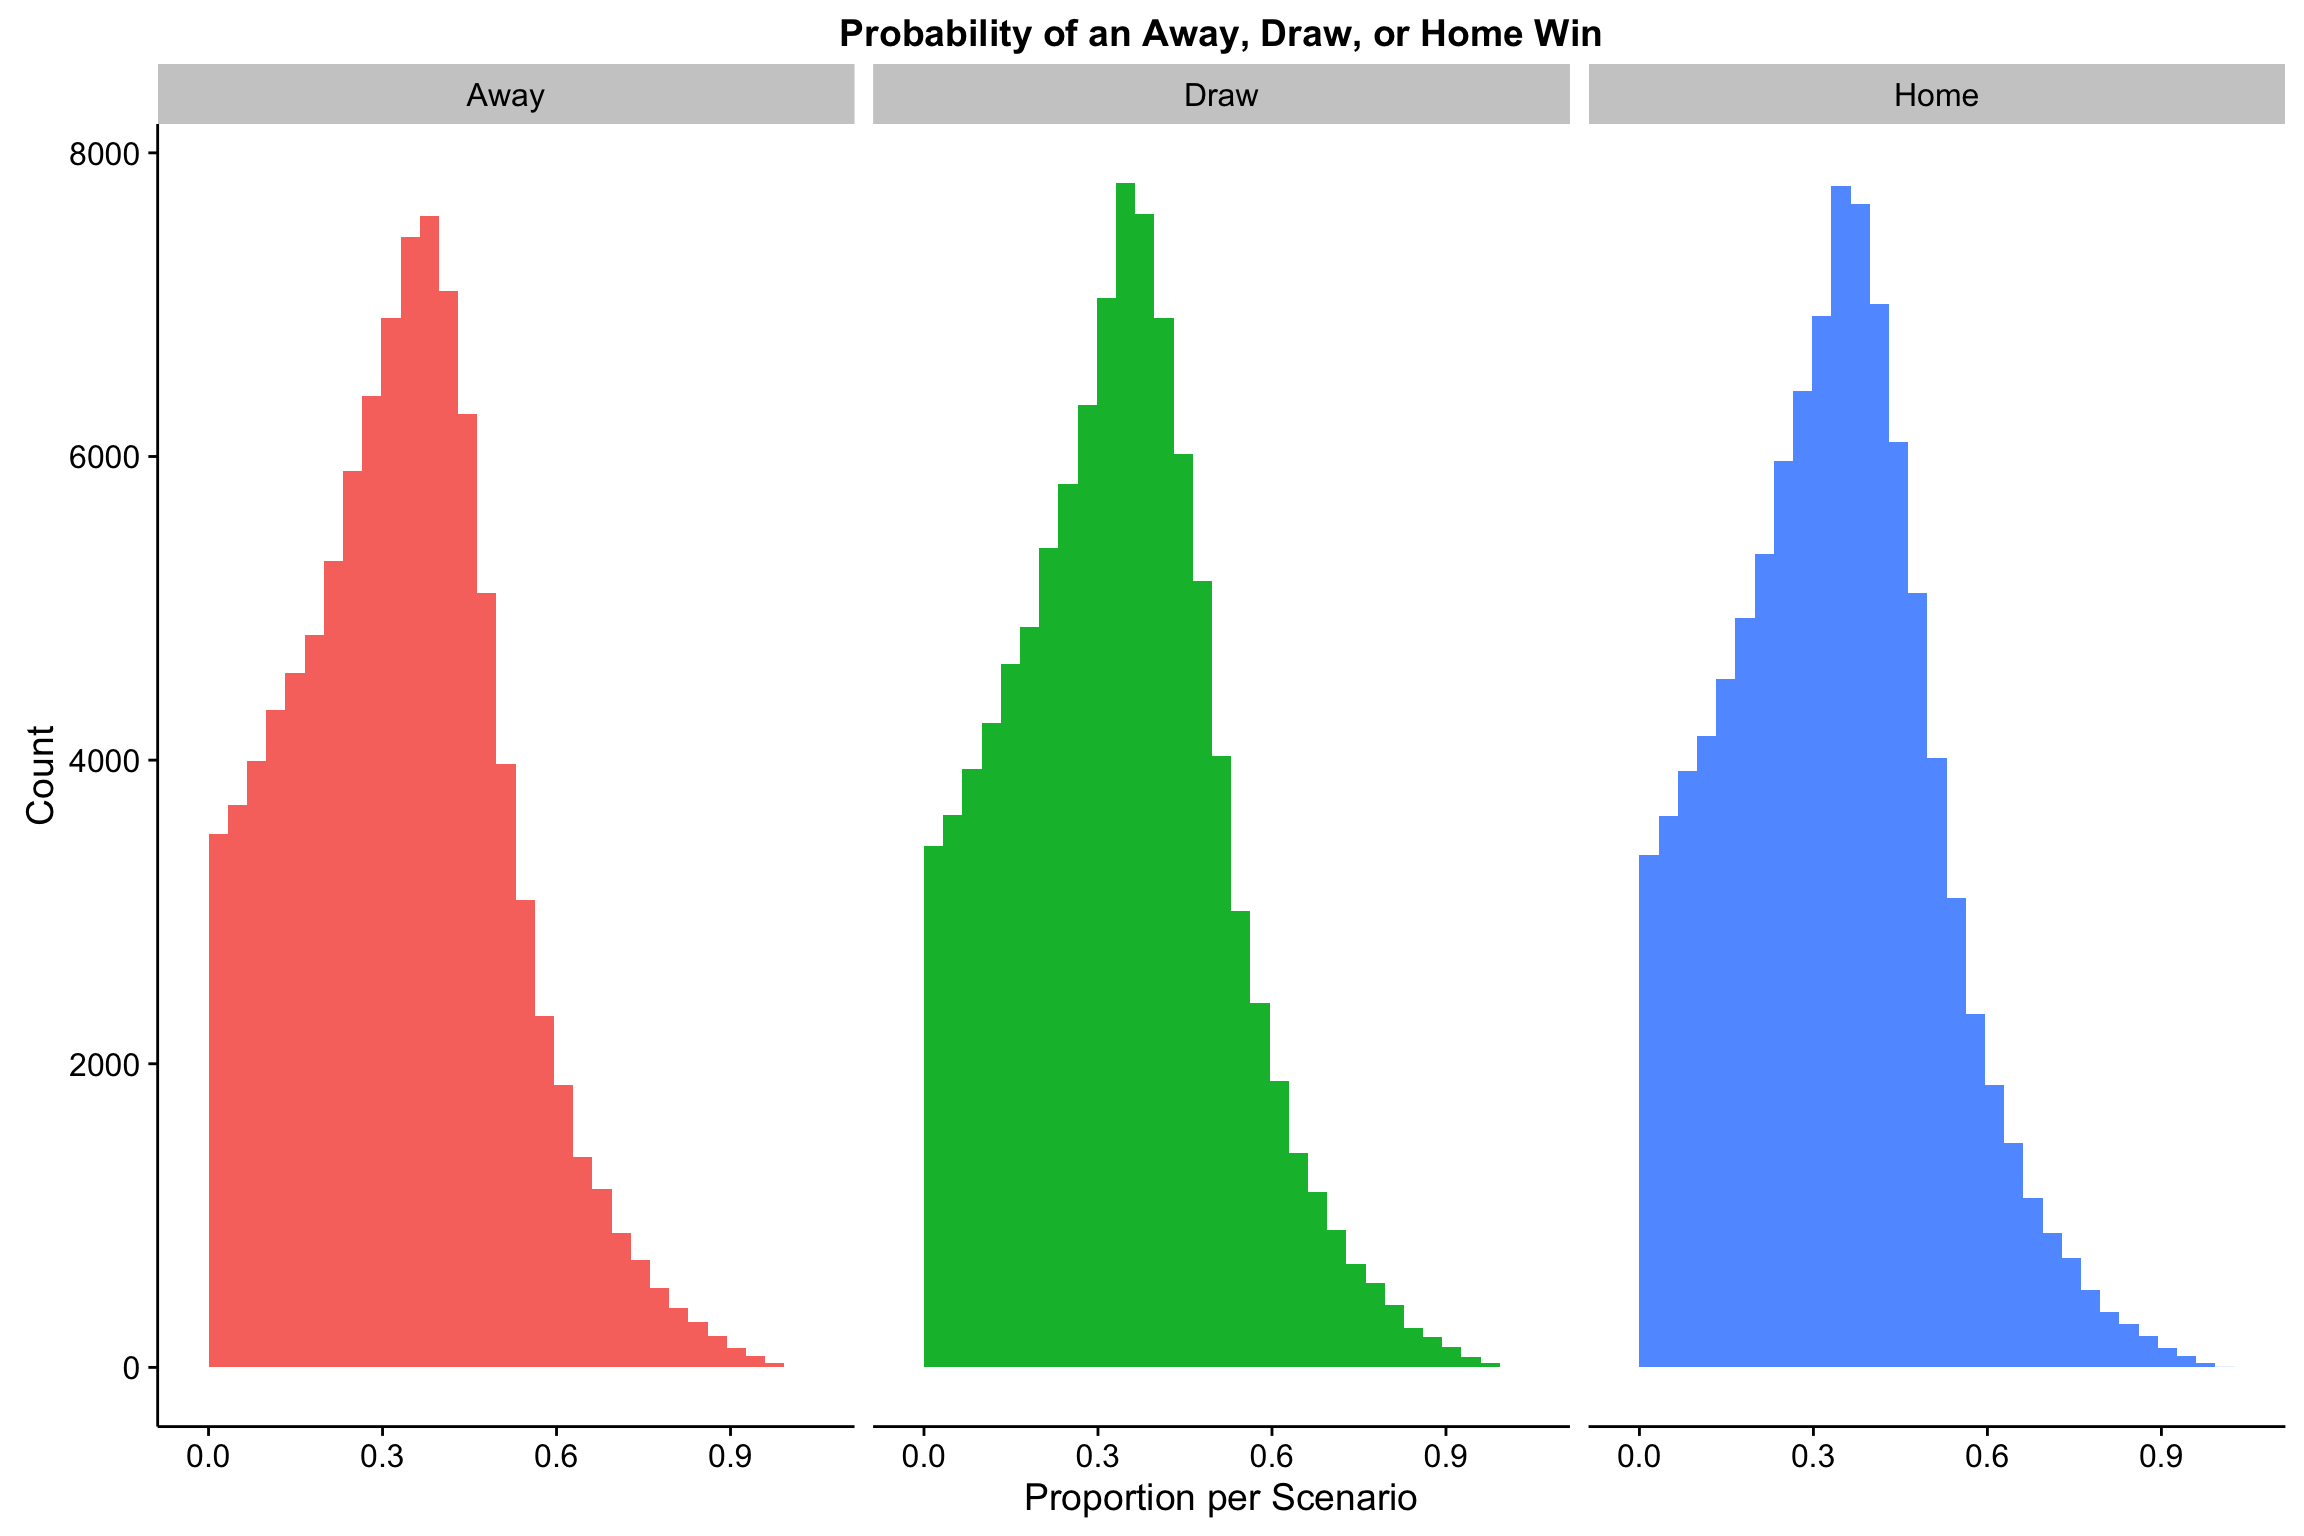 Probability of an Away, Draw, or Home Win
Away
Draw
Home
Count
8000
6000
4000
2000
0
0.0 0.3 0.6 0.9
0.0 0.3 0.6 0.9
0.0 0.3 0.6 0.9
Proportion per Scenario